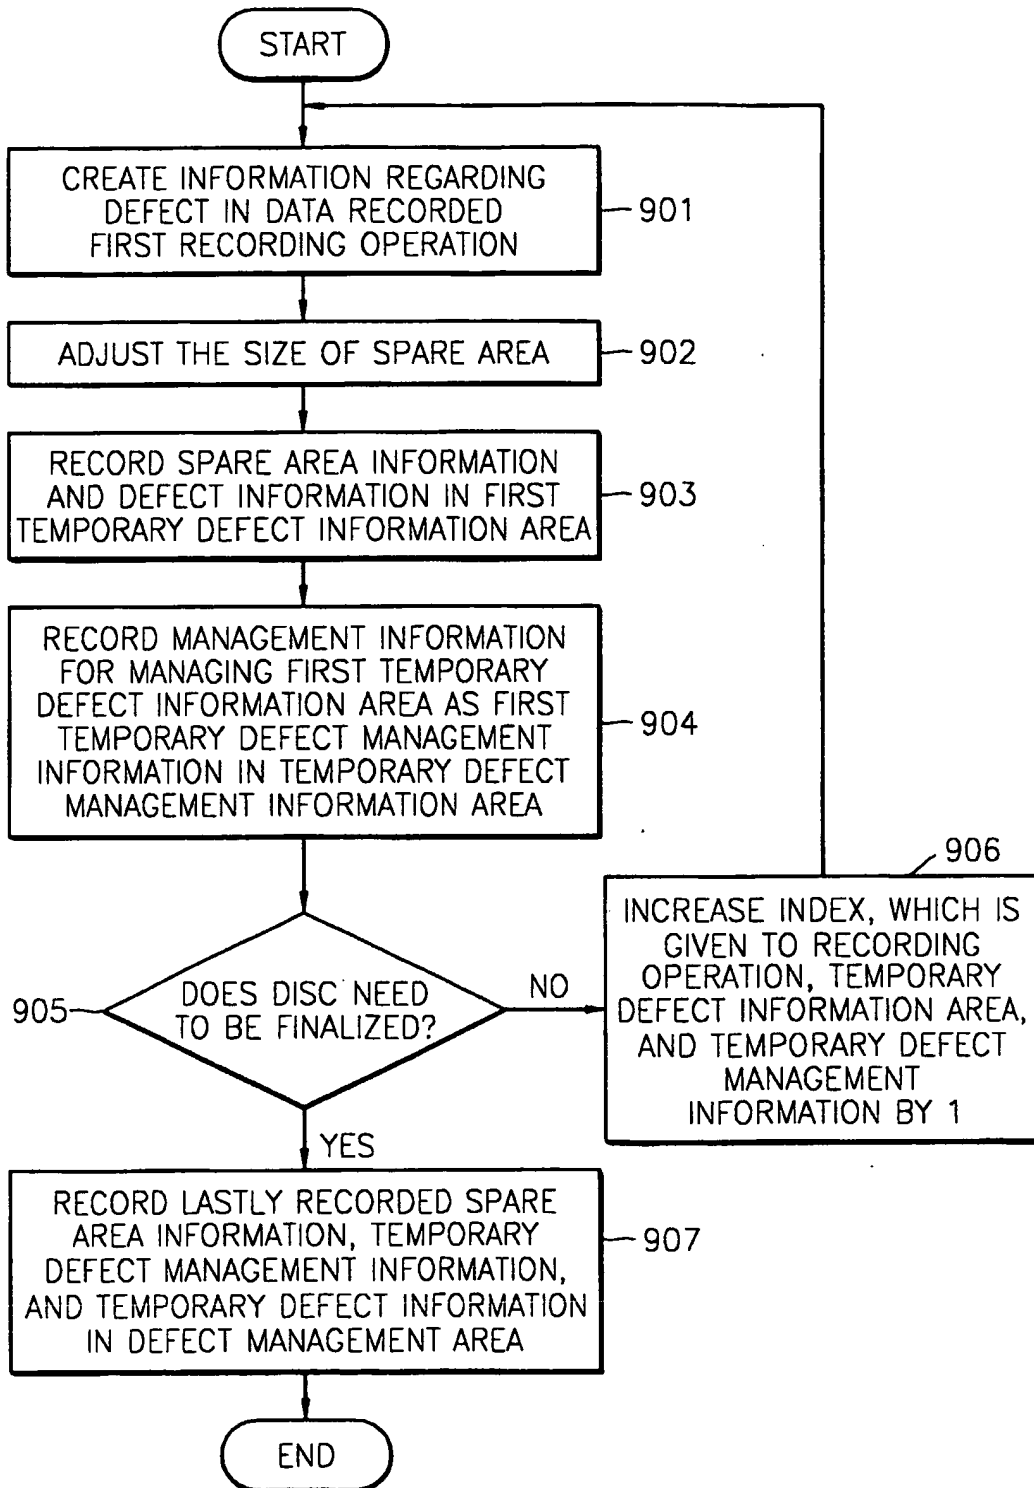 START
CREATE INFORMATION REGARDING
DEFECT IN DATA RECORDED
FIRST RECORDING OPERATION
901
ADJUST THE SIZE OF SPARE AREA
902
RECORD SPARE AREA INFORMATION
AND DEFECT INFORMATION IN FIRST
TEMPORARY DEFECT INFORMATION AREA
903
RECORD MANAGEMENT INFORMATION
FOR MANAGING FIRST TEMPORARY
DEFECT INFORMATION AREA AS FIRST
TEMPORARY DEFECT MANAGEMENT
INFORMATION IN TEMPORARY DEFECT
MANAGEMENT INFORMATION AREA
904
905
DOES DISC NEED
TO BE FINALIZED?
NO
906
INCREASE INDEX, WHICH IS
GIVEN TO RECORDING
OPERATION, TEMPORARY
DEFECT INFORMATION AREA,
AND TEMPORARY DEFECT
MANAGEMENT
INFORMATION BY 1
YES
RECORD LASTLY RECORDED SPARE
AREA INFORMATION, TEMPORARY
DEFECT MANAGEMENT INFORMATION,
AND TEMPORARY DEFECT INFORMATION
IN DEFECT MANAGEMENT AREA
907
END